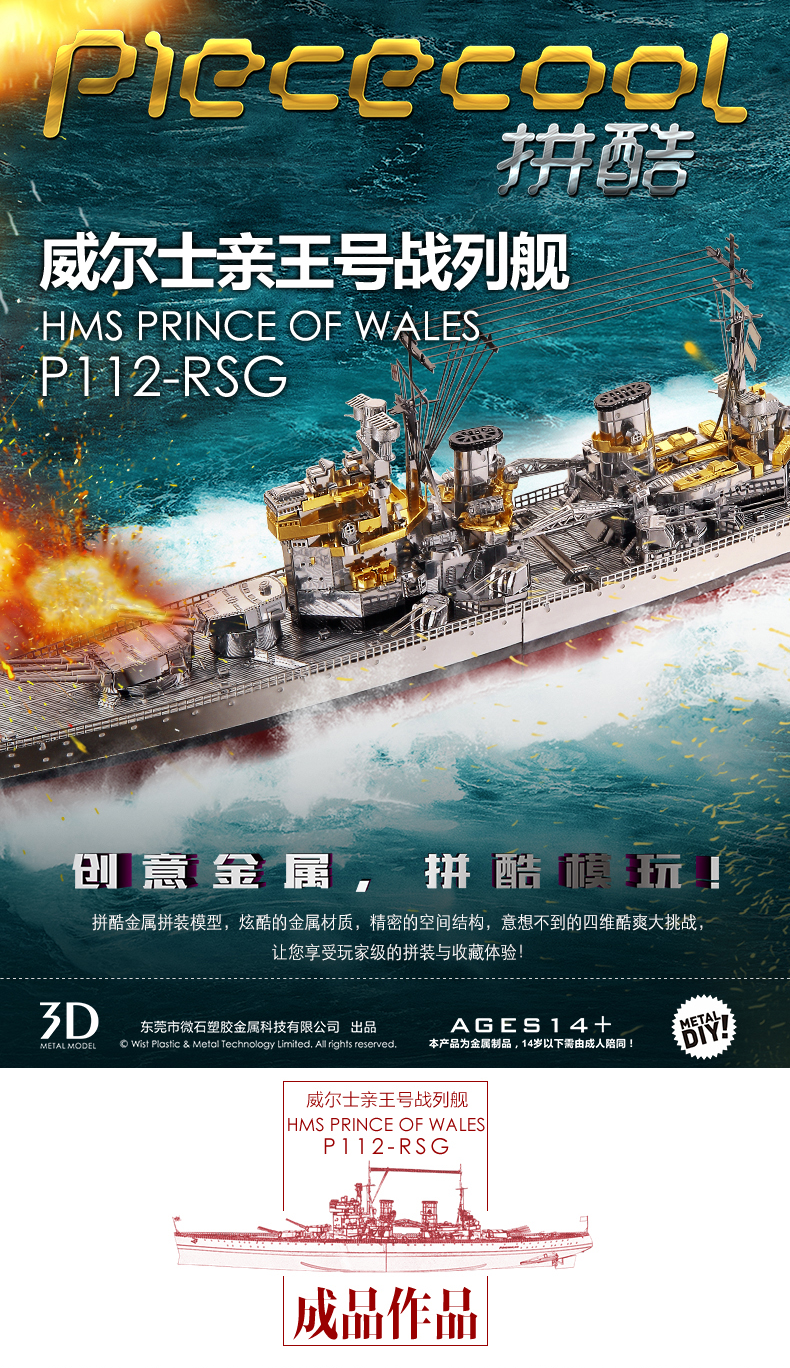 Piececool
拼酷
威尔士亲王号战列舰
HMS PRINCE OF WALES
P112-RSG
创意金属，拼酷模玩！
拼酷金属拼装模型，炫酷的金属材质，精密的空间结构，意想不到的四维酷爽大挑战，
让您享受玩家级的拼装与收藏体验！
3D
METAL MODEL
东莞市微石塑胶金属科技有限公司 出品
© Wist Plastic & Metal Technology Limited. All rights reserved.
AGES14+
本产品为金属制品，14岁以下需由成人陪同！
METAL
DIY!
威尔士亲王号战列舰
HMS PRINCE OF WALES
P112-RSG
成品作品